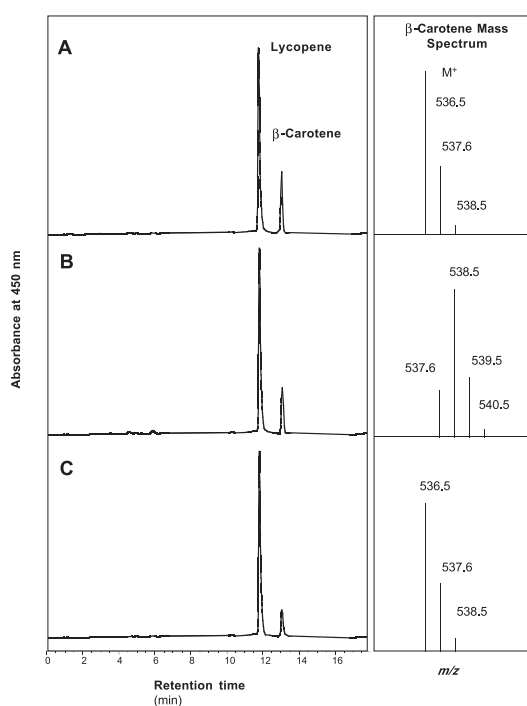 β-Carotene Mass
Spectrum
A
Lycopene
β-Carotene
M+
536.5
537.6
538.5
B
538.5
537.6
539.5
540.5
C
536.5
537.6
538.5
Absorbance at 450 nm
0 2 4 6 8 10 12 14 16
Retention time
(min)
m/z